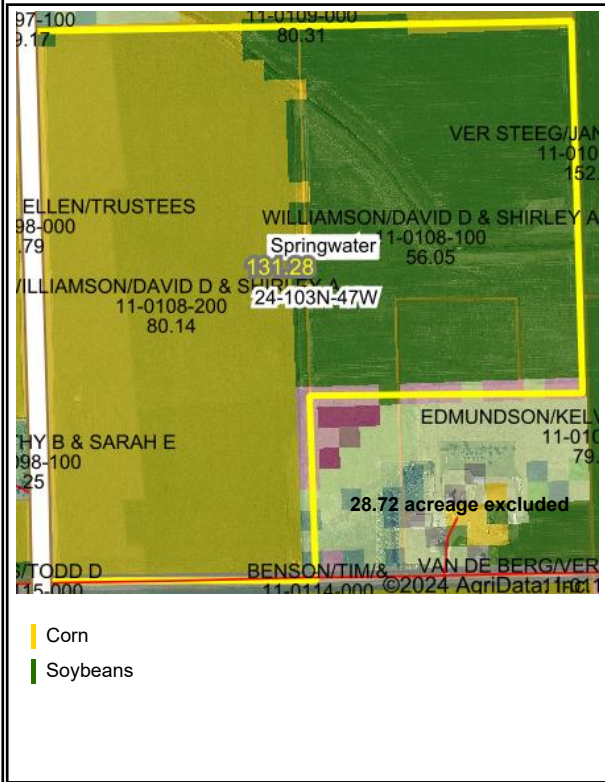 97-100
9.17
11-0109-000
80.31
VER STEEG/JAN
11-010
152.
ELLEN/TRUSTEES
98-000
.79
WILLIAMSON/DAVID D & SHIRLEY A
11-0108-100
56.05
Springwater
131.28
24-103N-47W
WILLIAMSON/DAVID D & SHIRLEY A
11-0108-200
80.14
HY B & SARAH E
098-100
.25
EDMUNDSON/KELV
11-010
79.
28.72 acreage excluded
S/TODD D
115-000
BENSON/TIM/&
11-0114-000
VAN DE BERG/VER
©2024 AgriData, Inc.
Corn
Soybeans